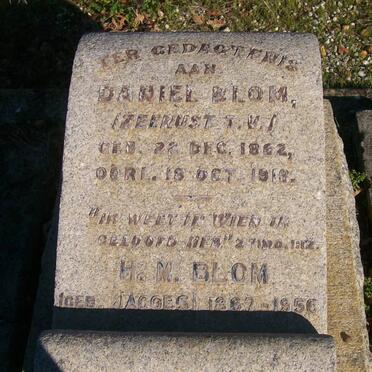 TER GEDAGTENIS
AAN
DANIEL BLOM,
(ZEERUST T.V.)
GEB. 22 DEC. 1862,
OORL. 18 OCT. 1918.
"IK WEET IN WIEN IK
GELOOFD HEB." 2 TIMO. 1:12.
H. M. BLOM
(GEB. JACOBS) 1867-1956